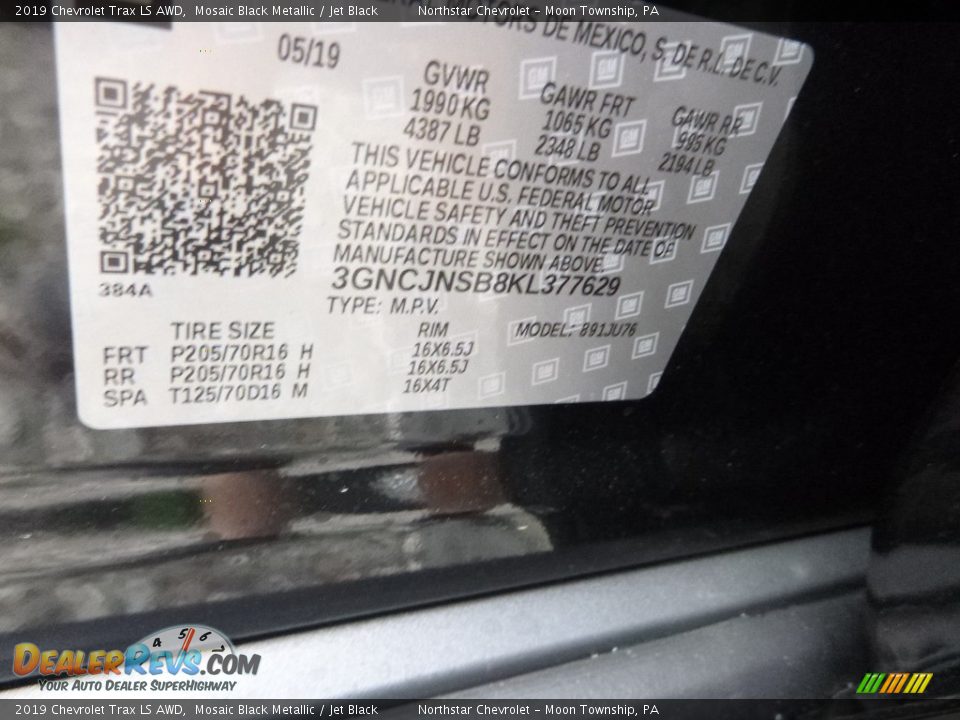 2019 Chevrolet Trax LS AWD, Mosaic Black Metallic / Jet Black Northstar Chevrolet - Moon Township, PA
MOTORS DE MEXICO, S. DE R.L. DE C.V.
05/19
GVWR GAWR FRT GAWR RR
1990 KG 1065 KG 995 KG
4387 LB 2348 LB 2194 LB
THIS VEHICLE CONFORMS TO ALL
APPLICABLE U.S. FEDERAL MOTOR
VEHICLE SAFETY AND THEFT PREVENTION
STANDARDS IN EFFECT ON THE DATE OF
MANUFACTURE SHOWN ABOVE.
3GNCJNSB8KL377629
384A
TYPE: M.P.V.
TIRE SIZE RIM MODEL: 891JU76
FRT P205/70R16 H 16X6.5J
RR P205/70R16 H 16X6.5J
SPA T125/70D16 M 16X4T
4 5 6
DEALERREVS.COM
YOUR AUTO DEALER SUPERHIGHWAY
2019 Chevrolet Trax LS AWD, Mosaic Black Metallic / Jet Black Northstar Chevrolet - Moon Township, PA